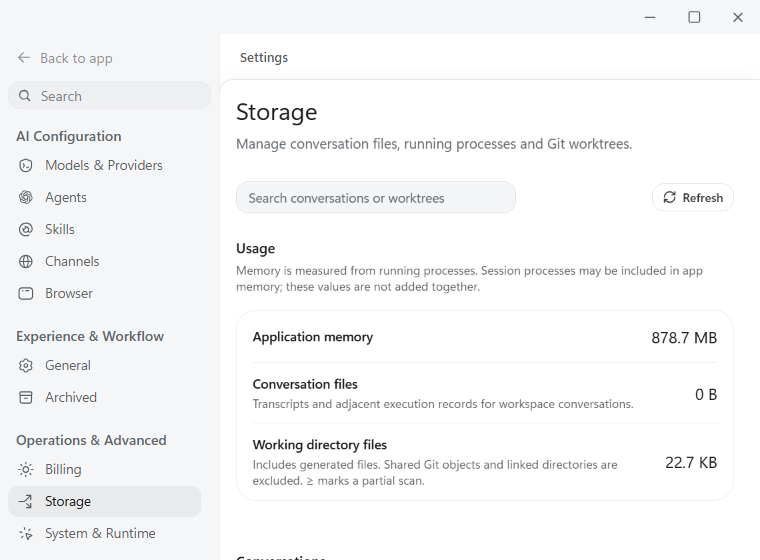 Back to app
Search
AI Configuration
Models & Providers
Agents
Skills
Channels
Browser
Experience & Workflow
General
Archived
Operations & Advanced
Billing
Storage
System & Runtime
Settings
Storage
Manage conversation files, running processes and Git worktrees.
Search conversations or worktrees
Refresh
Usage
Memory is measured from running processes. Session processes may be included in app
memory; these values are not added together.
Application memory
878.7 MB
Conversation files
Transcripts and adjacent execution records for workspace conversations.
0 B
Working directory files
Includes generated files. Shared Git objects and linked directories are
excluded. ≥ marks a partial scan.
22.7 KB